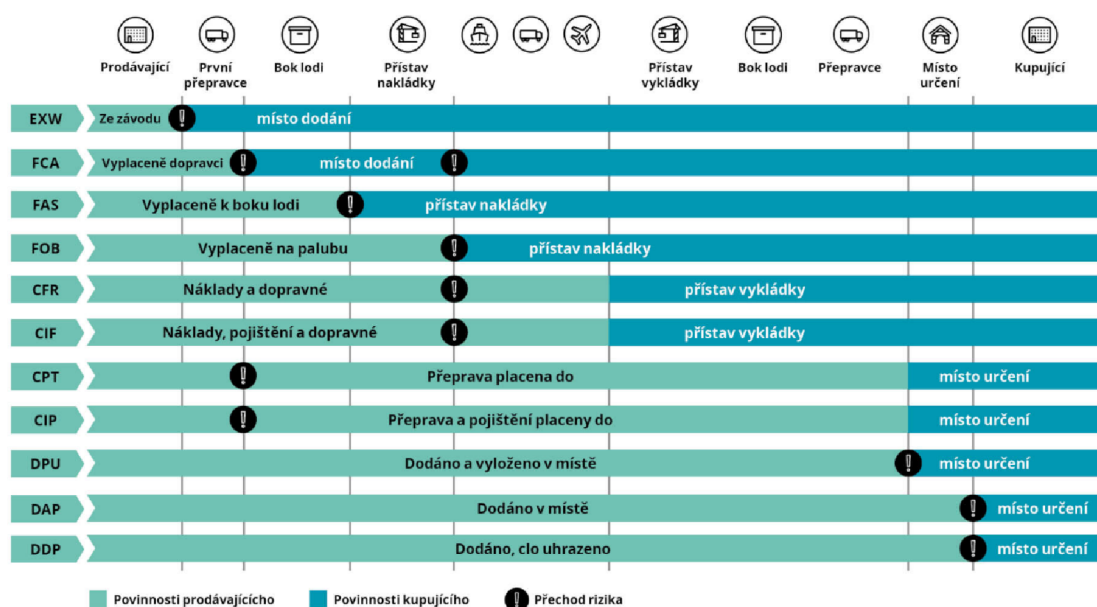 Prodávající
První
přepravce
Bok lodi
Přístav
nakládky
Přístav
vykládky
Bok lodi
Přepravce
Místo
určení
Kupující
EXW Ze závodu místo dodání
FCA Vyplaceně dopravci místo dodání
FAS Vyplaceně k boku lodi přístav nakládky
FOB Vyplaceně na palubu přístav nakládky
CFR Náklady a dopravné přístav vykládky
CIF Náklady, pojištění a dopravné přístav vykládky
CPT Přeprava placena do místo určení
CIP Přeprava a pojištění placeny do místo určení
DPU Dodáno a vyloženo v místě místo určení
DAP Dodáno v místě místo určení
DDP Dodáno, clo uhrazeno místo určení
Povinnosti prodávajícícho Povinnosti kupujícího Přechod rizika